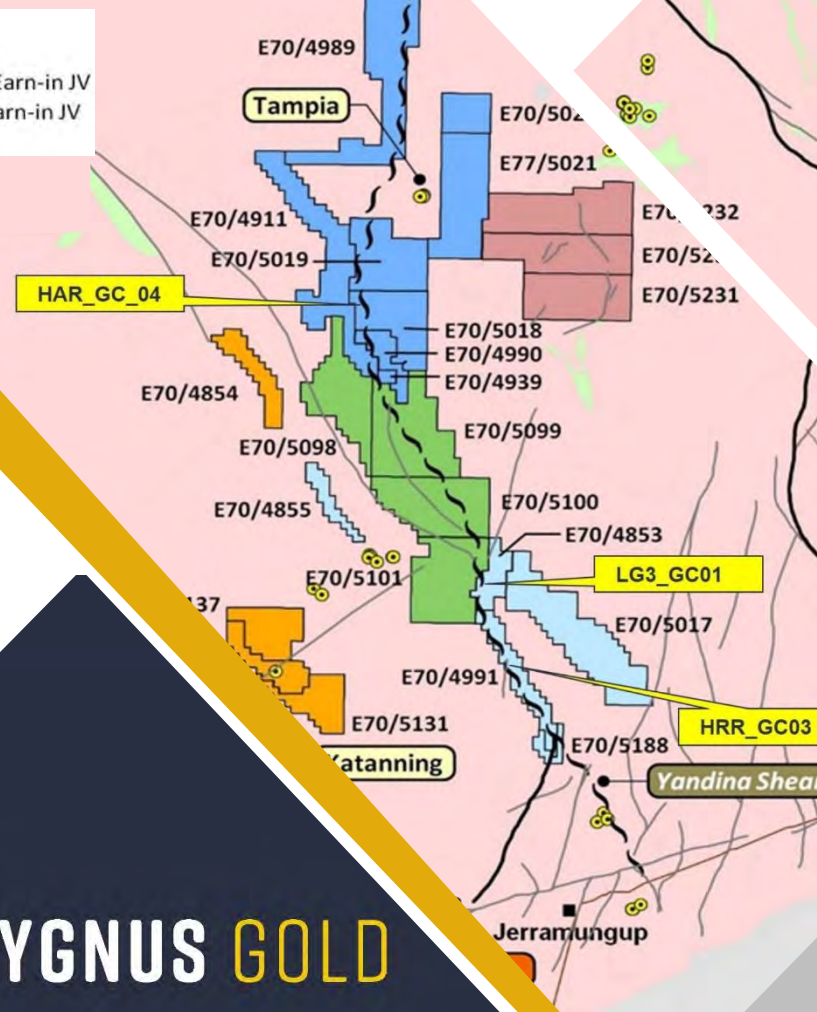 E70/4989
Earn-in JV
arn-in JV
Tampia
E70/502
E77/5021
E70/4911
E70/5019
E70/ 232
E70/52
E70/5231
HAR_GC_04
E70/5018
E70/4990
E70/4939
E70/4854
E70/5099
E70/5098
E70/4855
E70/5100
E70/4853
LG3_GC01
E70/5101
137
E70/5017
E70/4991
HRR_GC03
E70/5131
E70/5188
Katanning
Yandina Shear
Jerramungup
YGNUS GOLD